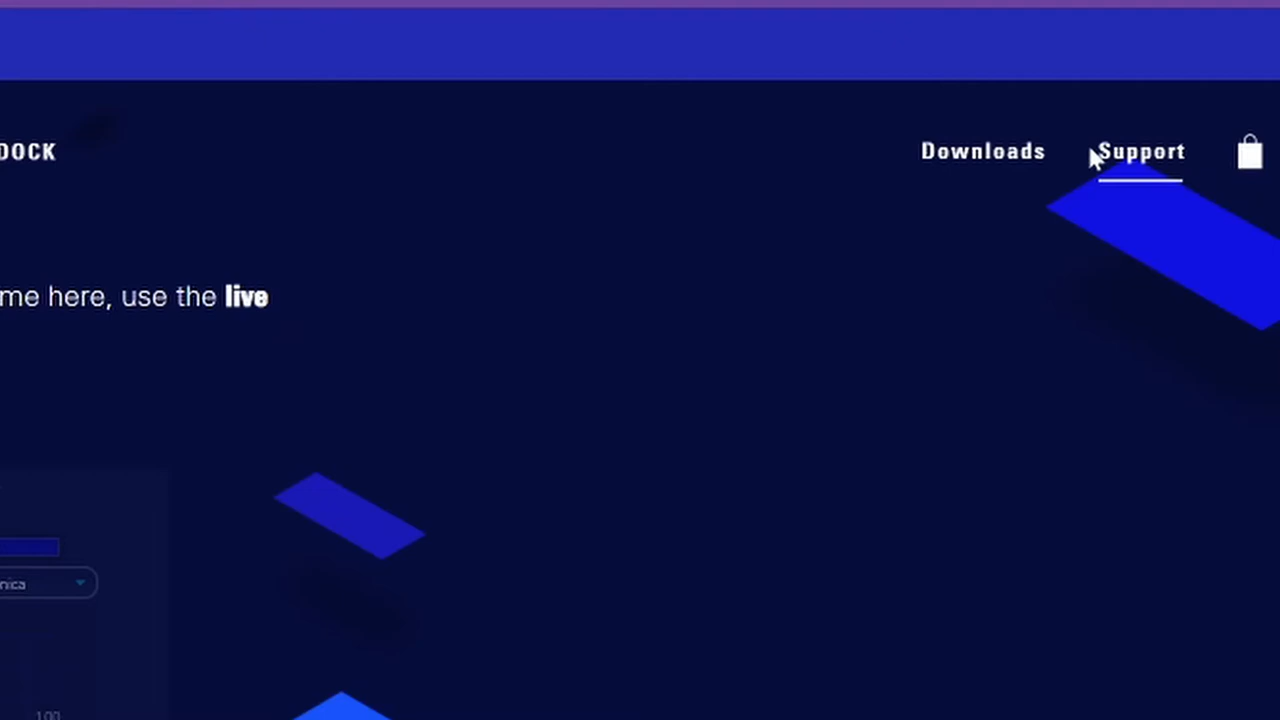 DOCK
Downloads
Support
me here, use the live
nica
100